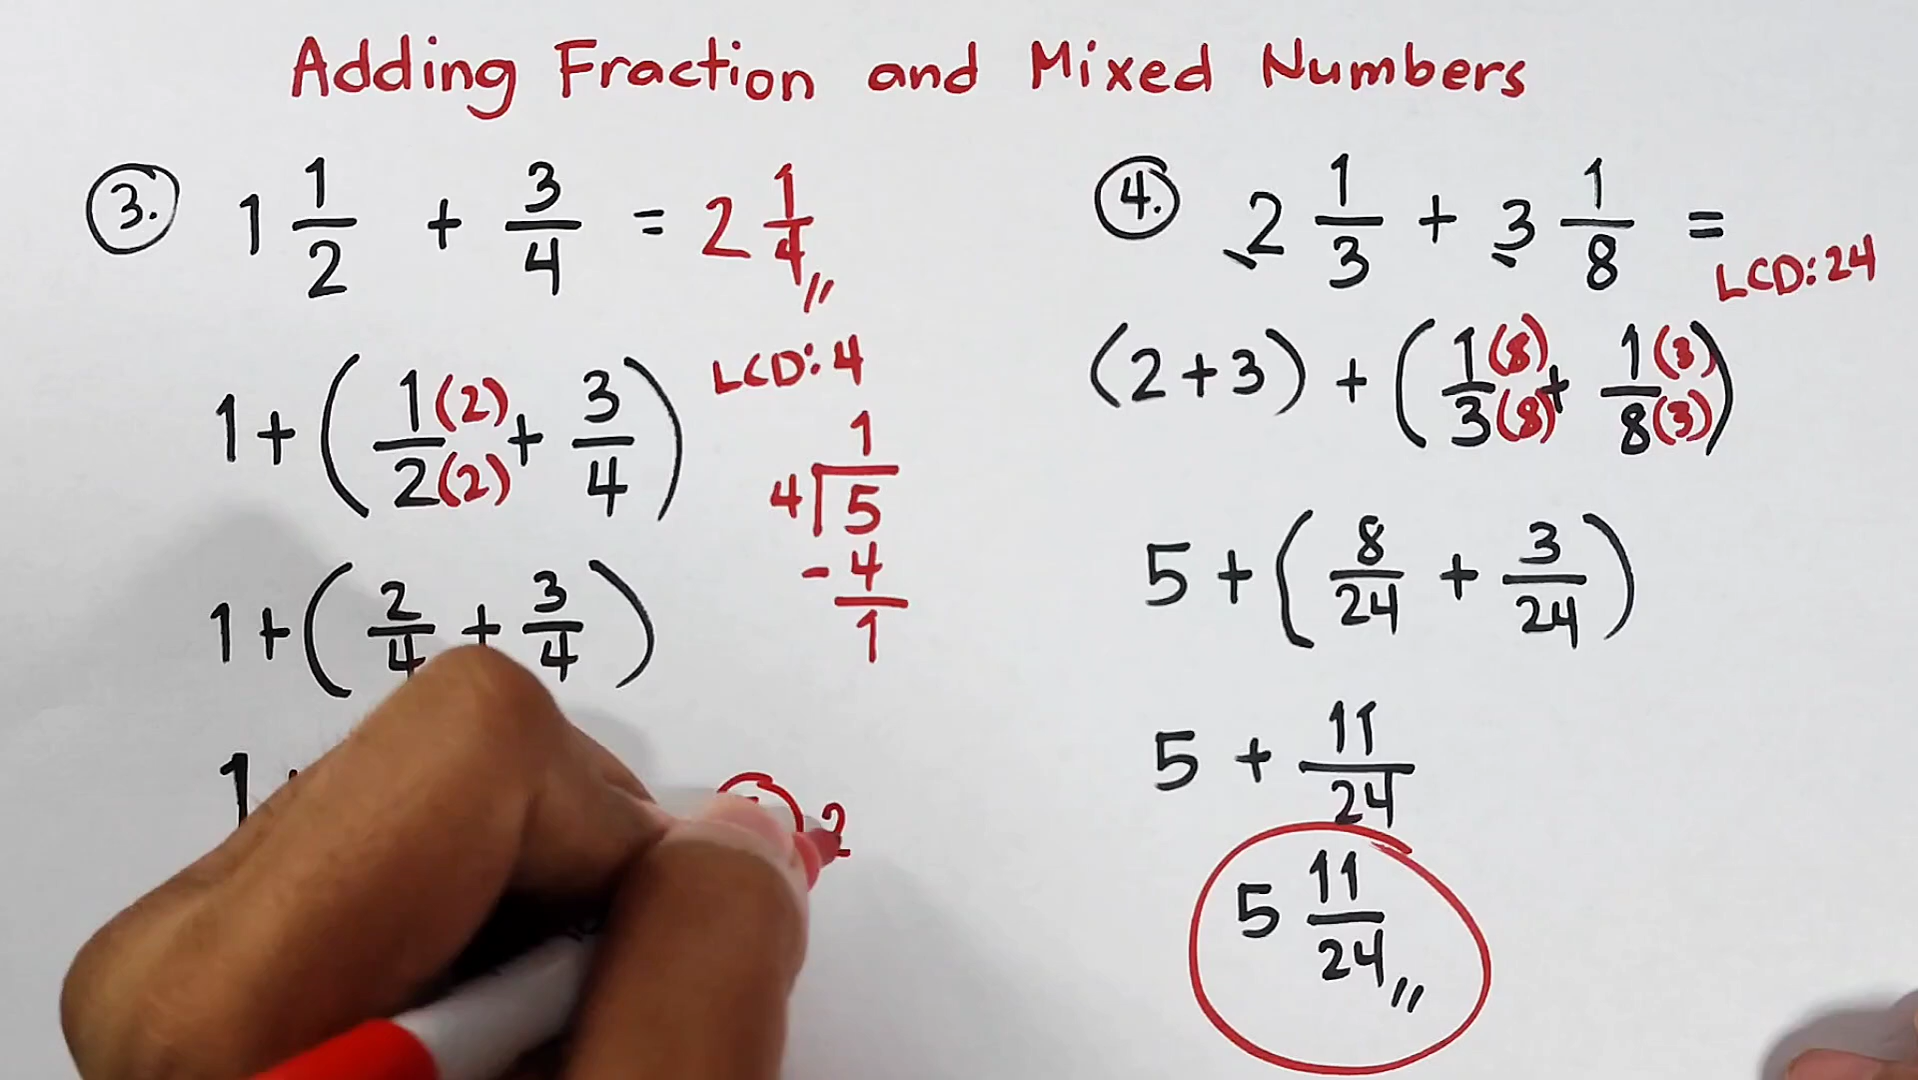 Adding Fraction and Mixed Numbers
3. 1 1/2 + 3/4 = 2 1/4 //
LCD: 4
1 + ( 1(2)/2(2) + 3/4 )
1
4 5
- 4
1
1 + ( 2/4 + 3/4 )
1 +
2
4. 2 1/3 + 3 1/8 =
LCD: 24
(2 + 3) + ( 1(8)/3(8) + 1(3)/8(3) )
5 + ( 8/24 + 3/24 )
5 + 11/24
5 11/24 //